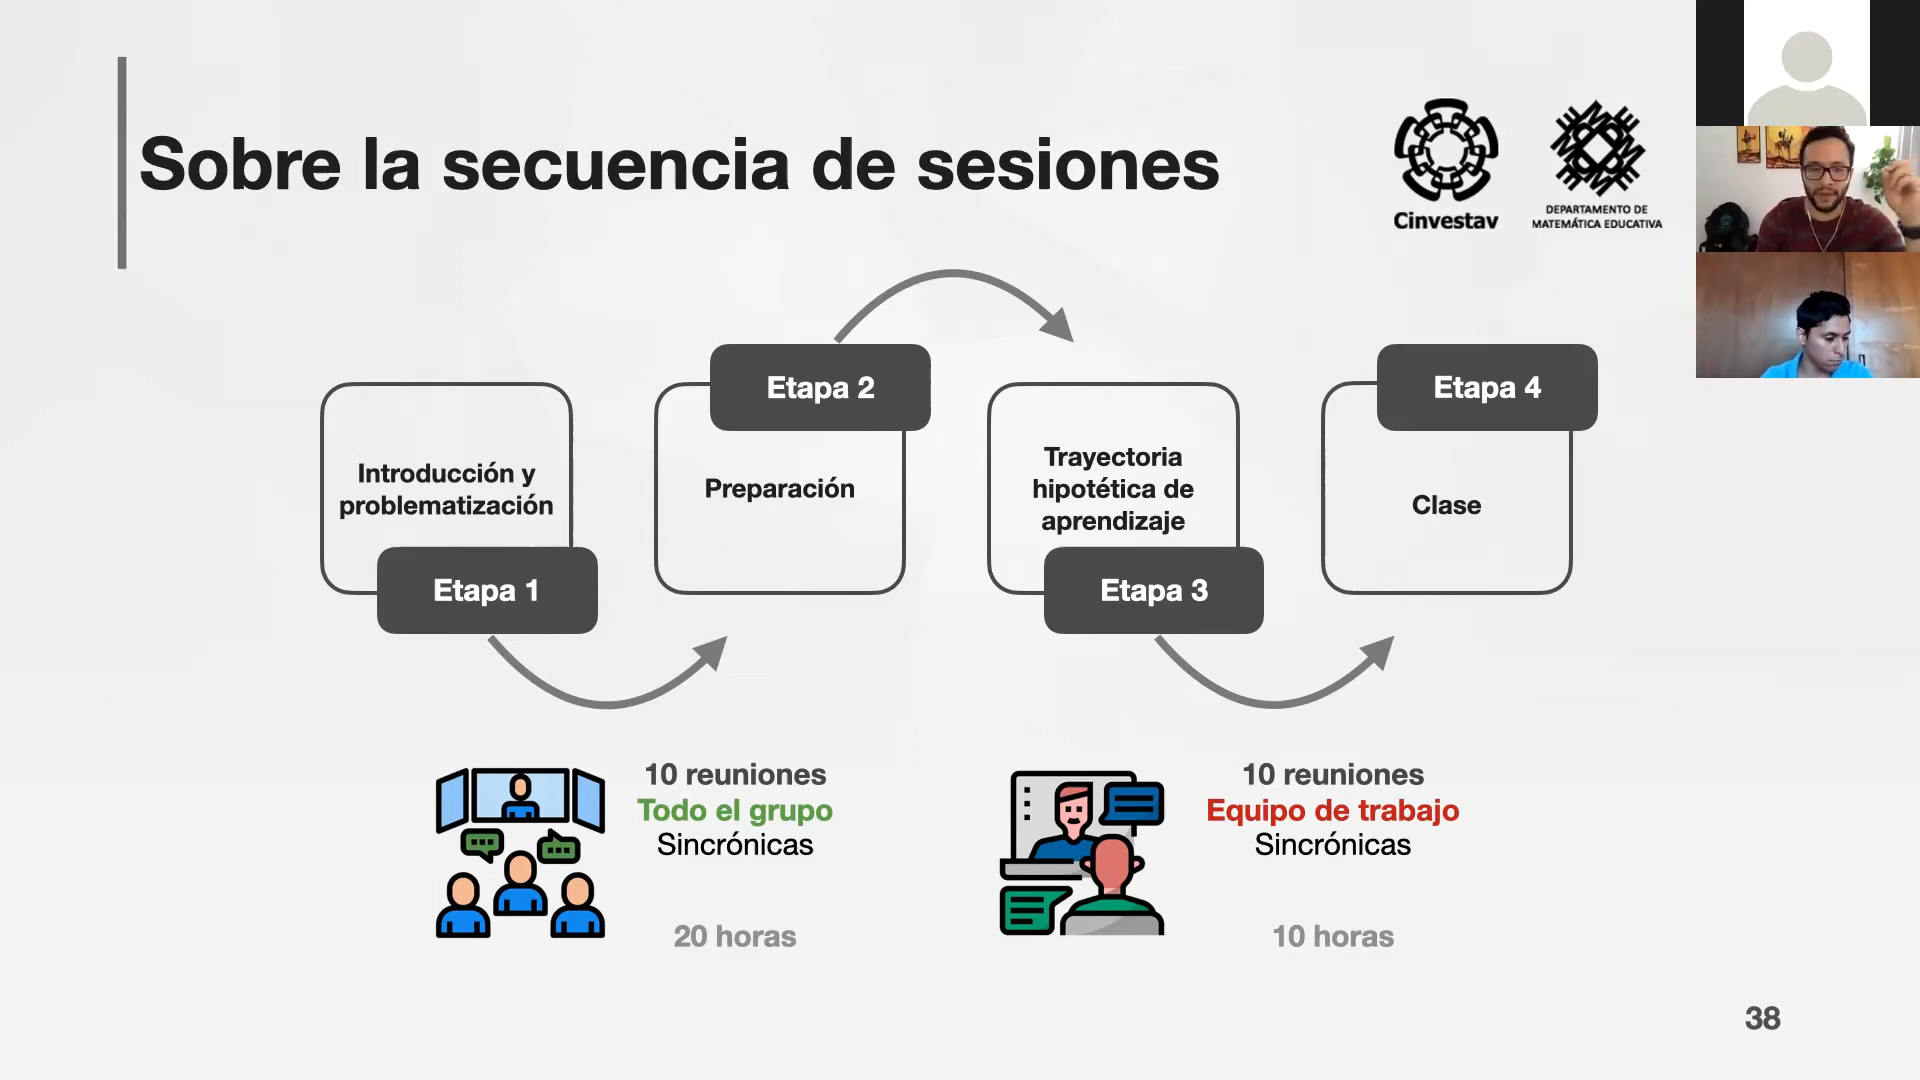 Sobre la secuencia de sesiones
Cinvestav
DEPARTAMENTO DE
MATEMÁTICA EDUCATIVA
Introducción y
problematización
Etapa 1
Etapa 2
Preparación
Trayectoria
hipotética de
aprendizaje
Etapa 3
Etapa 4
Clase
10 reuniones
Todo el grupo
Sincrónicas
20 horas
10 reuniones
Equipo de trabajo
Sincrónicas
10 horas
38